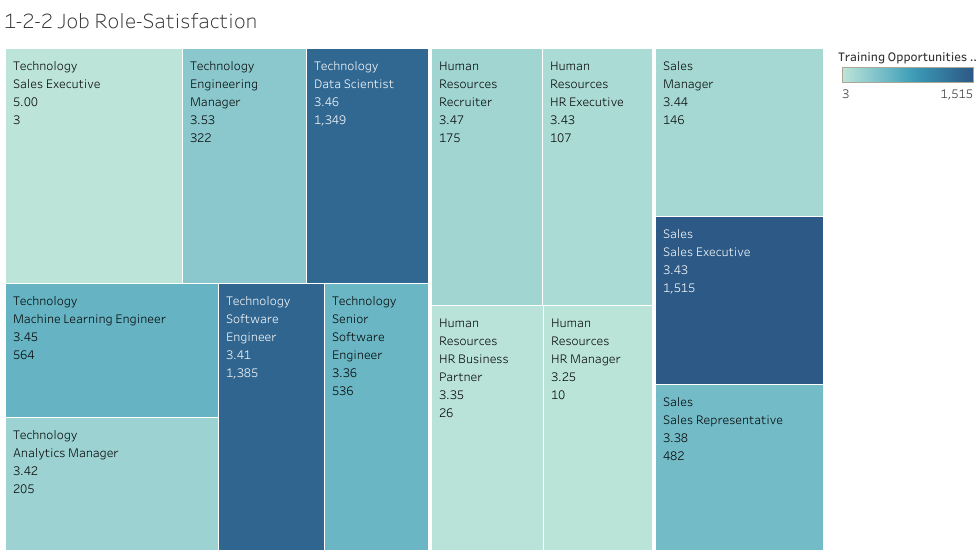 1-2-2 Job Role-Satisfaction
Technology
Sales Executive
5.00
3
Technology
Engineering
Manager
3.53
322
Technology
Data Scientist
3.46
1,349
Human
Resources
Recruiter
3.47
175
Human
Resources
HR Executive
3.43
107
Sales
Manager
3.44
146
Training Opportunities ..
3 1,515
Sales
Sales Executive
3.43
1,515
Technology
Machine Learning Engineer
3.45
564
Technology
Software
Engineer
3.41
1,385
Technology
Senior
Software
Engineer
3.36
536
Human
Resources
HR Business
Partner
3.35
26
Human
Resources
HR Manager
3.25
10
Sales
Sales Representative
3.38
482
Technology
Analytics Manager
3.42
205